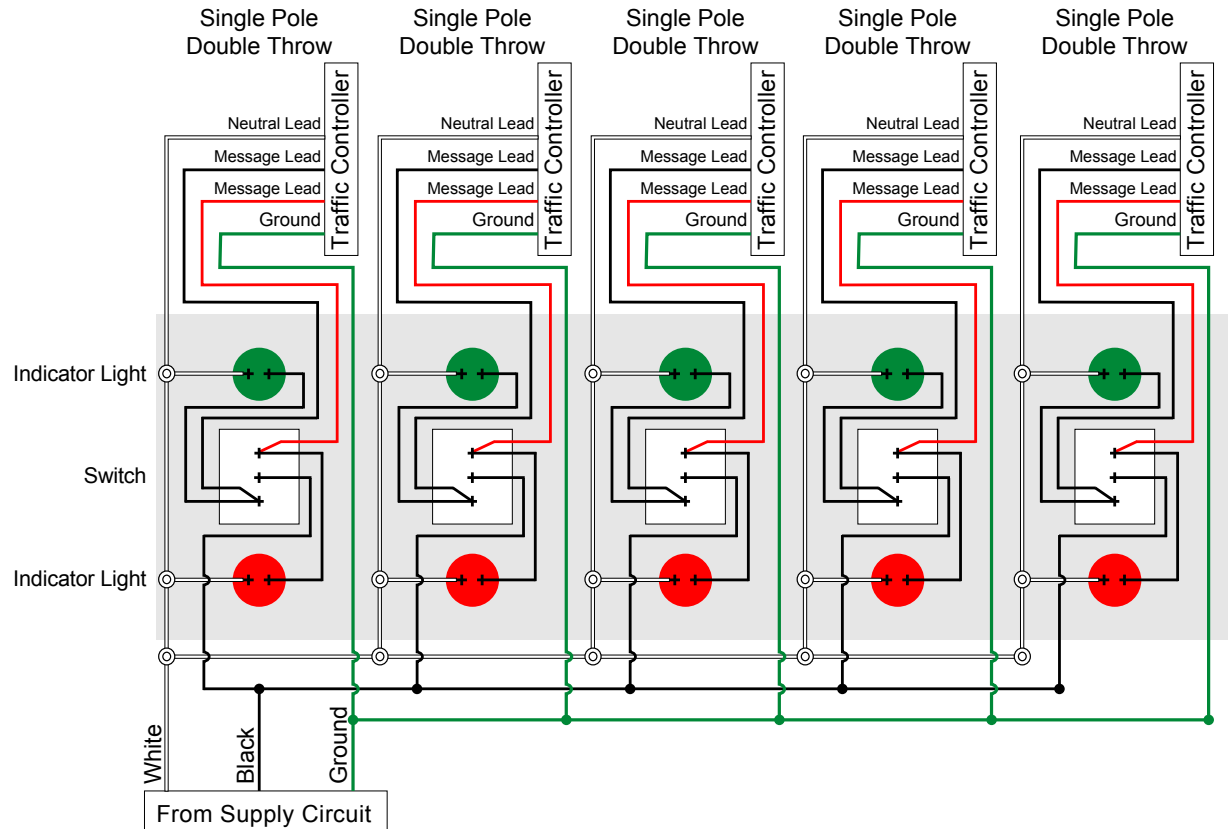 Single Pole
Double Throw
Single Pole
Double Throw
Single Pole
Double Throw
Single Pole
Double Throw
Single Pole
Double Throw
Neutral Lead
Message Lead
Message Lead
Ground
Traffic Controller
Neutral Lead
Message Lead
Message Lead
Ground
Traffic Controller
Neutral Lead
Message Lead
Message Lead
Ground
Traffic Controller
Neutral Lead
Message Lead
Message Lead
Ground
Traffic Controller
Neutral Lead
Message Lead
Message Lead
Ground
Traffic Controller
Indicator Light
Switch
Indicator Light
White
Black
Ground
From Supply Circuit